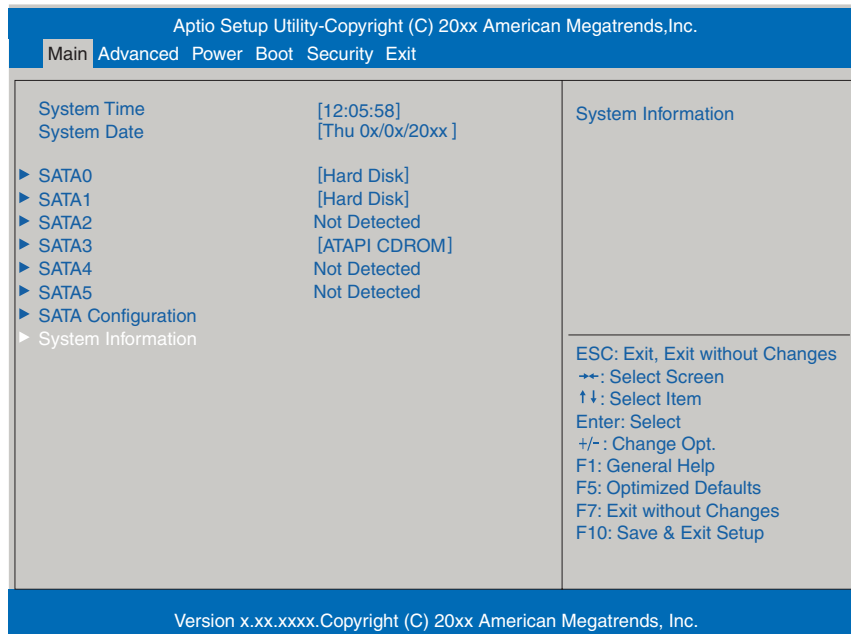 Aptio Setup Utility-Copyright (C) 20xx American Megatrends,Inc.
Main Advanced Power Boot Security Exit
System Time [12:05:58]
System Date [Thu 0x/0x/20xx ]
▶ SATA0 [Hard Disk]
▶ SATA1 [Hard Disk]
▶ SATA2 Not Detected
▶ SATA3 [ATAPI CDROM]
▶ SATA4 Not Detected
▶ SATA5 Not Detected
▶ SATA Configuration
▶ System Information
System Information
ESC: Exit, Exit without Changes
→←: Select Screen
↑↓: Select Item
Enter: Select
+/- : Change Opt.
F1: General Help
F5: Optimized Defaults
F7: Exit without Changes
F10: Save & Exit Setup
Version x.xx.xxxx.Copyright (C) 20xx American Megatrends, Inc.